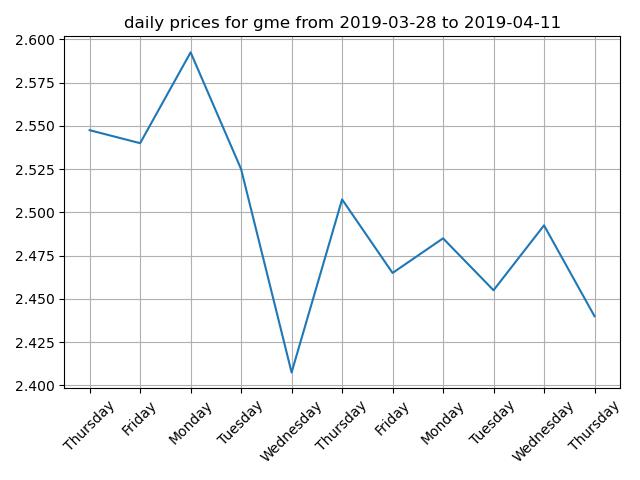 daily prices for gme from 2019-03-28 to 2019-04-11
2.600
2.575
2.550
2.525
2.500
2.475
2.450
2.425
2.400
Thursday
Friday
Monday
Tuesday
Wednesday
Thursday
Friday
Monday
Tuesday
Wednesday
Thursday